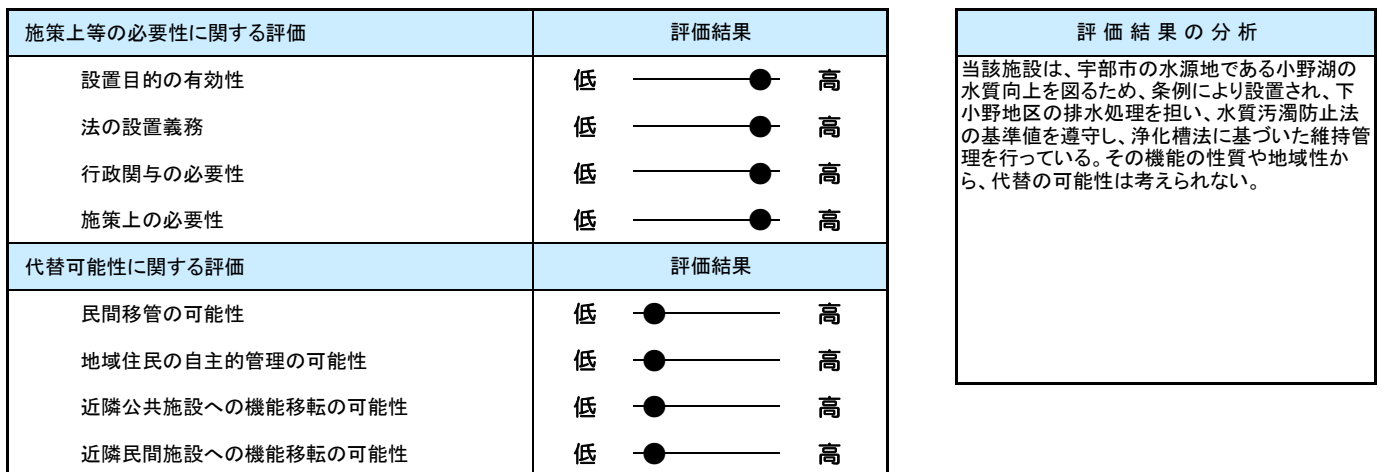 施策上等の必要性に関する評価 評価結果
設置目的の有効性 低 高
法の設置義務 低 高
行政関与の必要性 低 高
施策上の必要性 低 高
代替可能性に関する評価 評価結果
民間移管の可能性 低 高
地域住民の自主的管理の可能性 低 高
近隣公共施設への機能移転の可能性 低 高
近隣民間施設への機能移転の可能性 低 高
評価結果の分析
当該施設は、宇部市の水源地である小野湖の
水質向上を図るため、条例により設置され、下
小野地区の排水処理を担い、水質汚濁防止法
の基準値を遵守し、浄化槽法に基づいた維持管
理を行っている。その機能の性質や地域性か
ら、代替の可能性は考えられない。